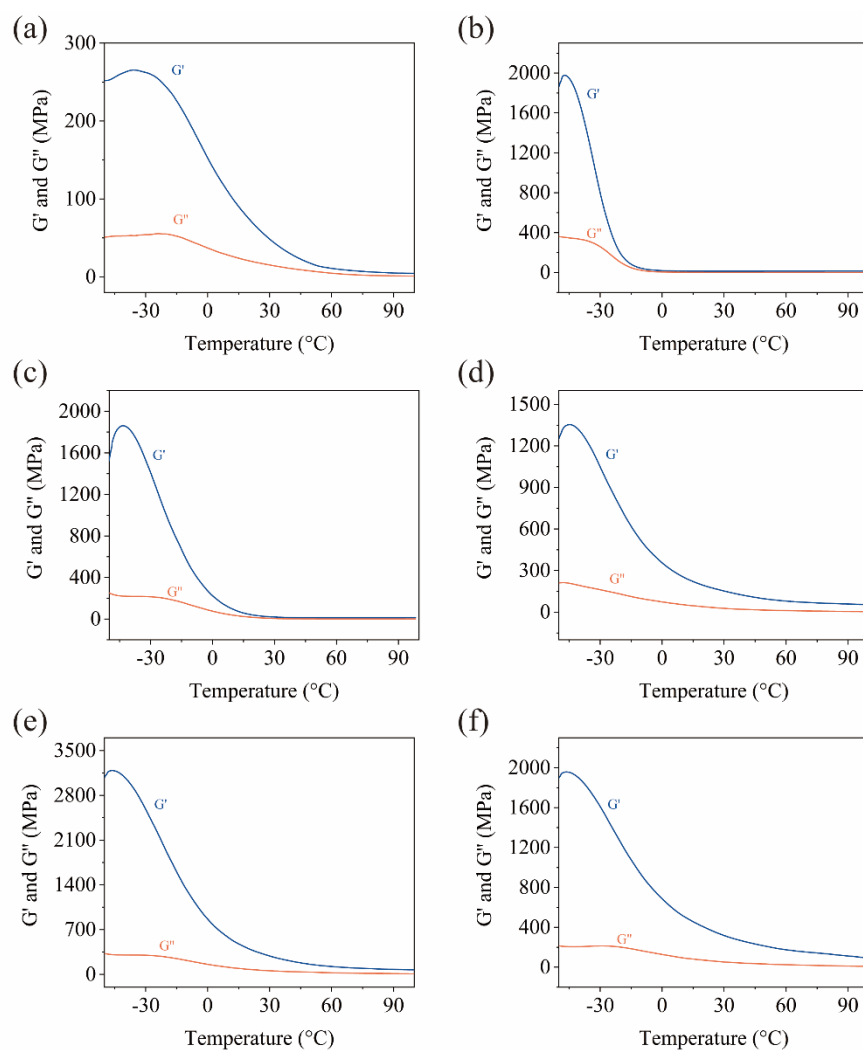 (a)
G' and G" (MPa)
300
200
100
0
G'
G"
-30 0 30 60 90
Temperature (°C)
(b)
G' and G" (MPa)
2000
1600
1200
800
400
0
G'
G"
-30 0 30 60 90
Temperature (°C)
(c)
G' and G" (MPa)
2000
1600
1200
800
400
0
G'
G"
-30 0 30 60 90
Temperature (°C)
(d)
G' and G" (MPa)
1500
1200
900
600
300
0
G'
G"
-30 0 30 60 90
Temperature (°C)
(e)
G' and G" (MPa)
3500
2800
2100
1400
700
0
G'
G"
-30 0 30 60 90
Temperature (°C)
(f)
G' and G" (MPa)
2000
1600
1200
800
400
0
G'
G"
-30 0 30 60 90
Temperature (°C)